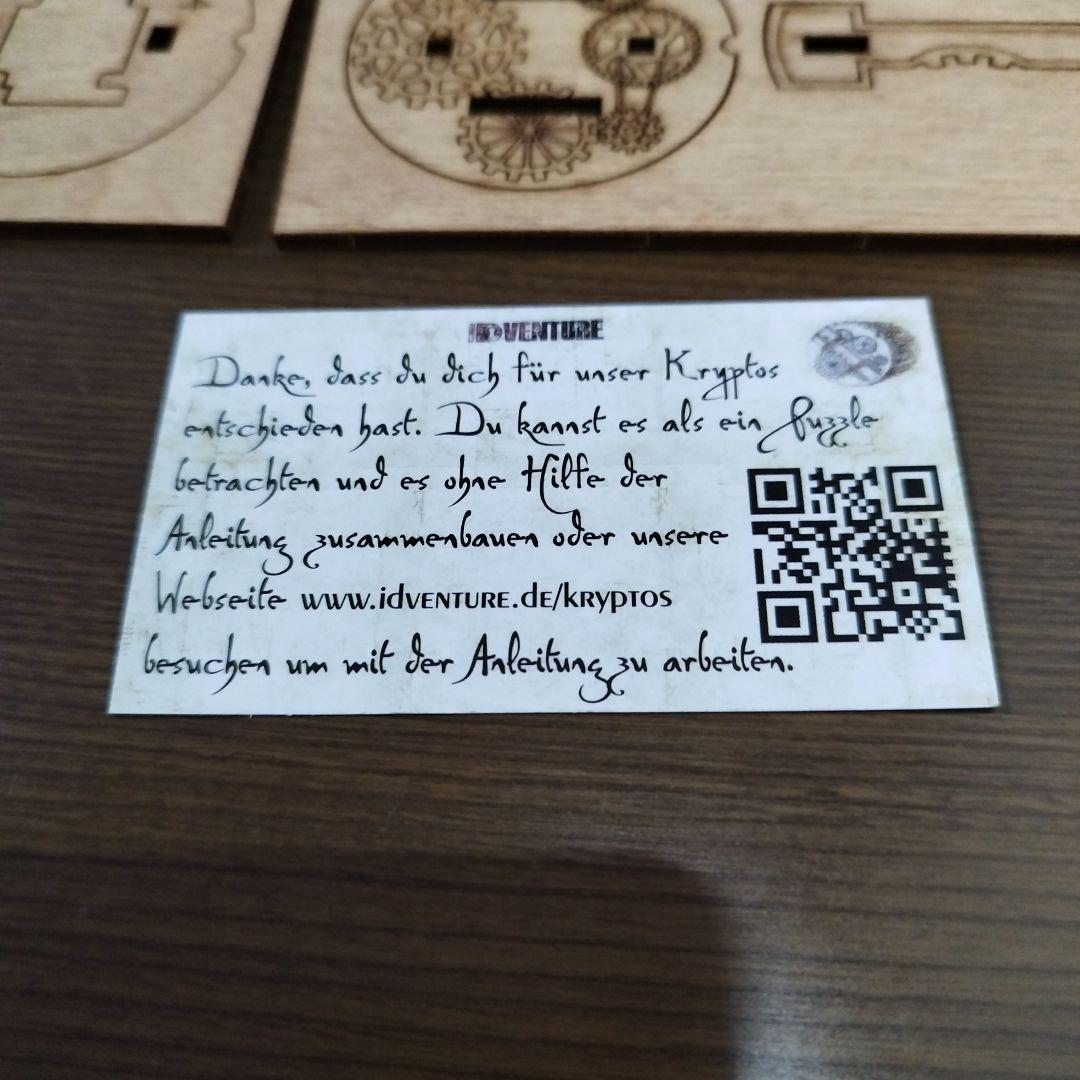 iDVENTURE
Danke, dass du dich für unser Kryptos
entschieden hast. Du kannst es als ein Puzzle
betrachten und es ohne Hilfe der
Anleitung zusammenbauen oder unsere
Webseite www.idventure.de/kryptos
besuchen um mit der Anleitung zu arbeiten.